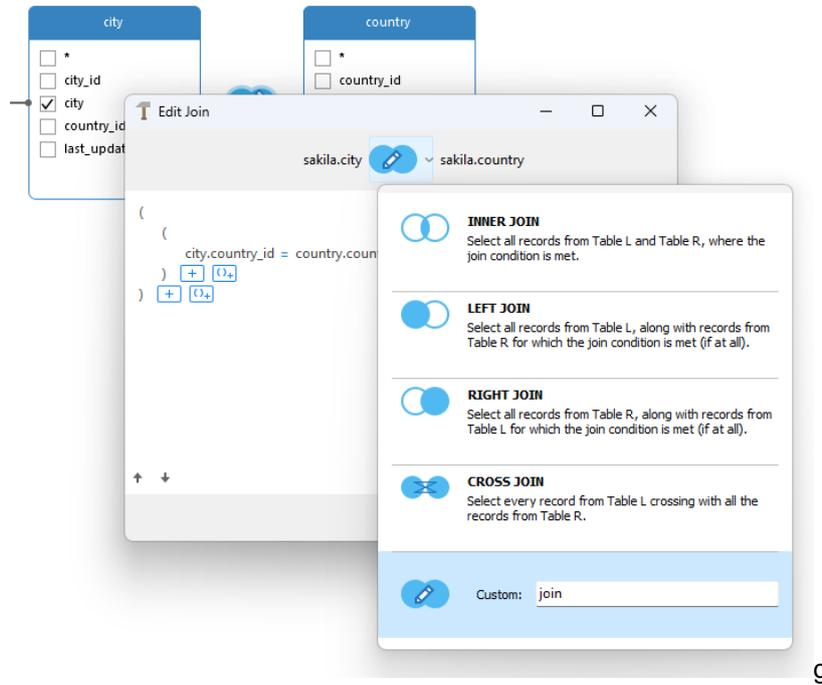 city
country
*
*
city_id
country_id
city
Edit Join
country_id
sakila.city
sakila.country
(
(
city.country_id = country.coun
)
)
INNER JOIN
Select all records from Table L and Table R, where the
join condition is met.
LEFT JOIN
Select all records from Table L, along with records from
Table R for which the join condition is met (if at all).
RIGHT JOIN
Select all records from Table R, along with records from
Table L for which the join condition is met (if at all).
CROSS JOIN
Select every record from Table L crossing with all the
records from Table R.
Custom: join